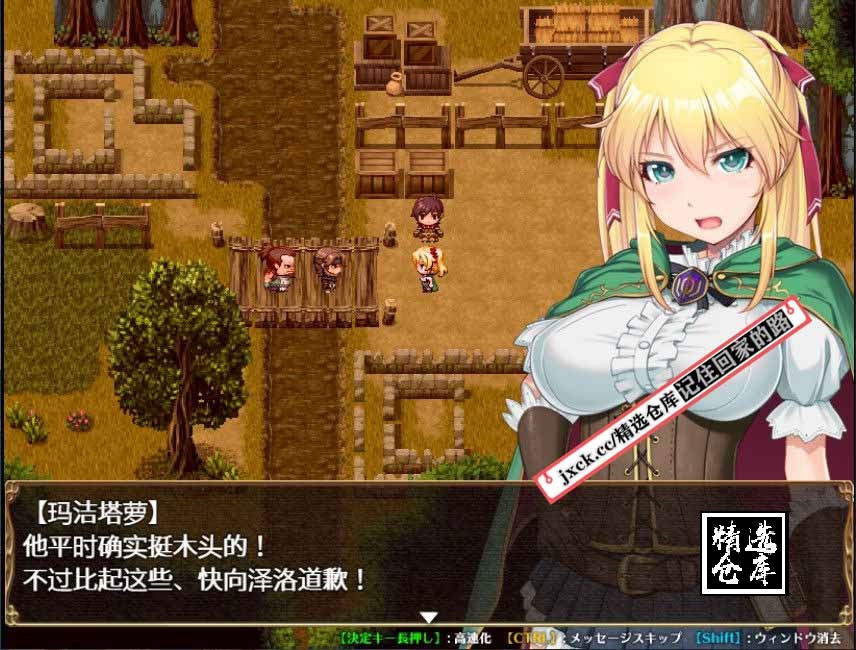 jxck.cc/精选仓库记住回家的路
精选
仓库
【玛洁塔萝】
他平时确实挺木头的！
不过比起这些、快向泽洛道歉！
【決定キー長押し】:高速化 【CTRL】:メッセージスキップ 【Shift】:ウィンドウ消去